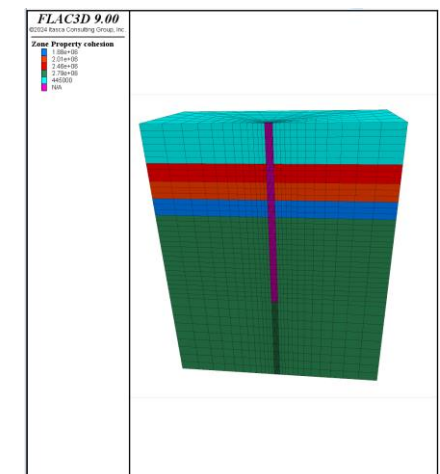 FLAC3D 9.00
©2024 Itasca Consulting Group, Inc.
Zone Property cohesion
1.88e+06
2.01e+06
2.46e+06
2.79e+06
445000
N/A